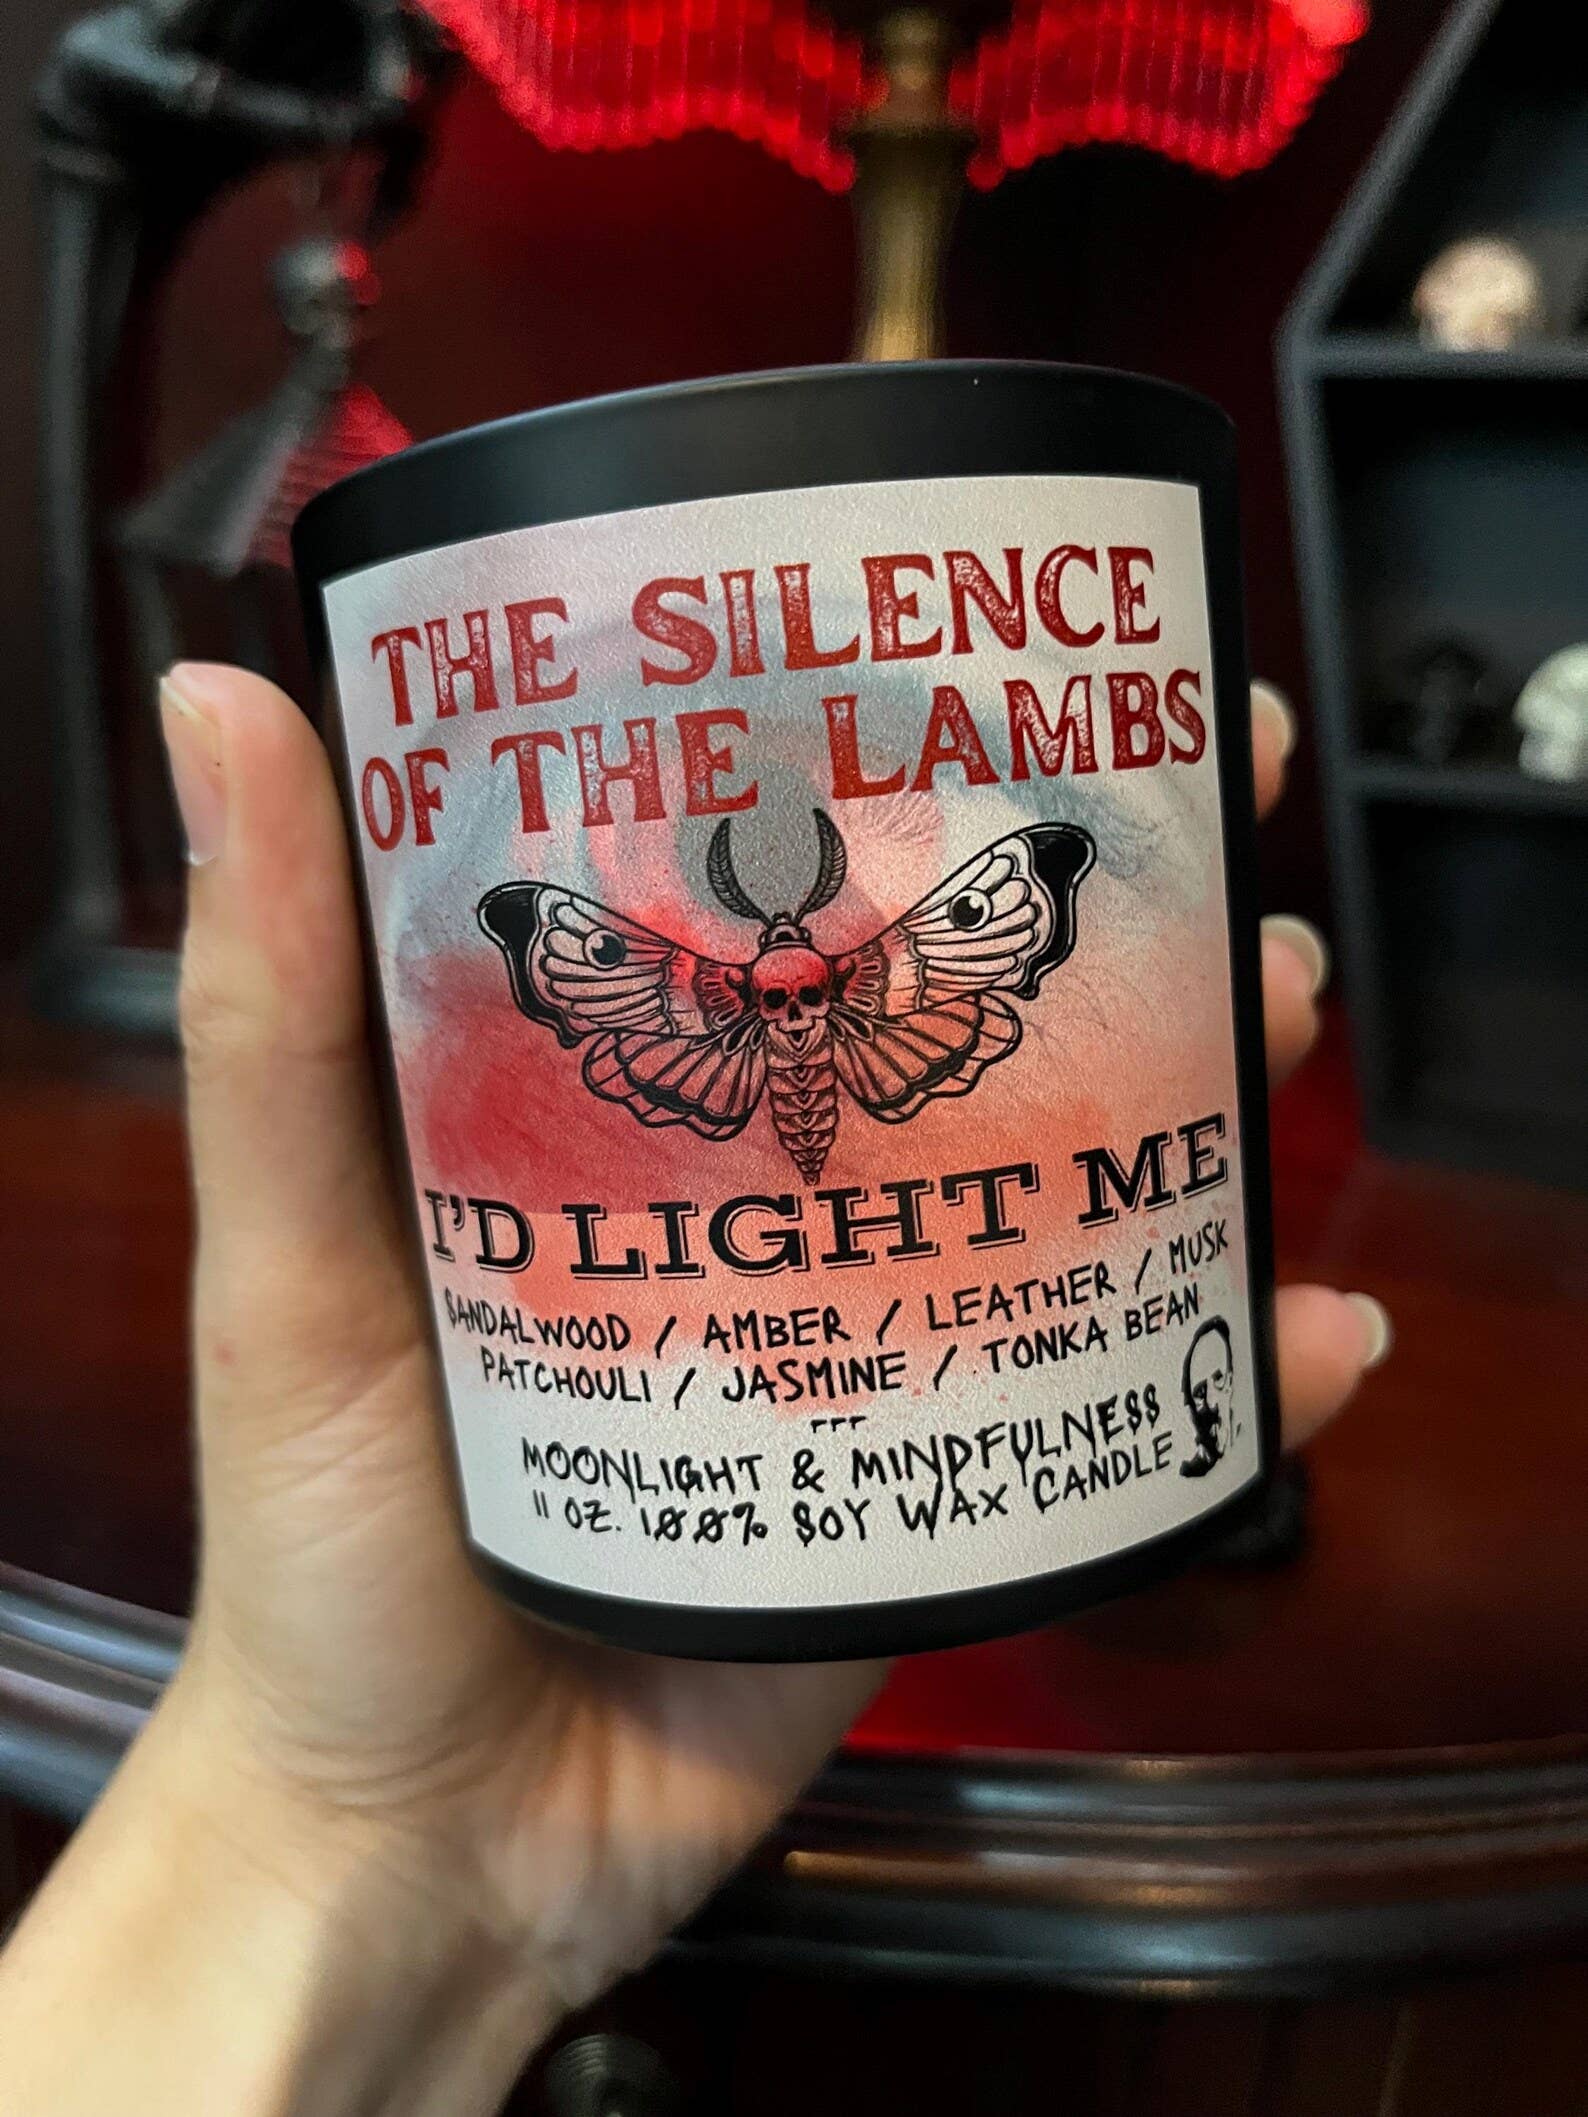 THE SILENCE
OF THE LAMBS
I'D LIGHT ME
SANDALWOOD / AMBER / LEATHER / MUSK
PATCHOULI / JASMINE / TONKA BEAN
MOONLIGHT & MINDFULNESS
11 OZ. 100% SOY WAX CANDLE